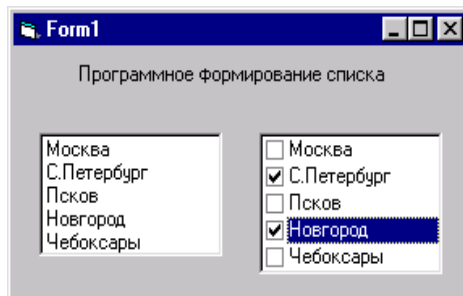 Form1
Программное формирование списка
Москва
С.Петербург
Псков
Новгород
Чебоксары
Москва
С.Петербург
Псков
Новгород
Чебоксары